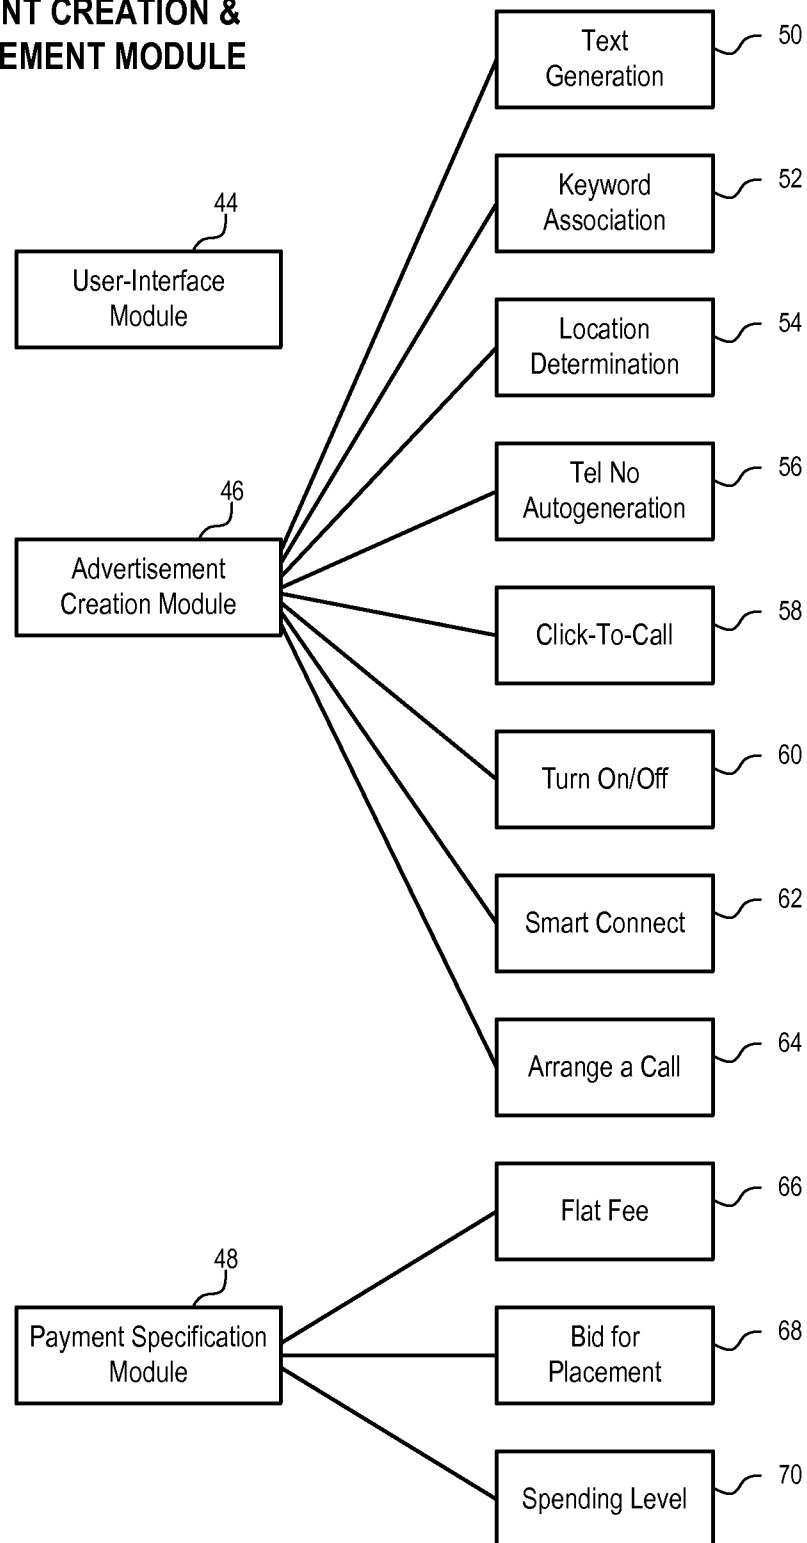 NT CREATION &
EMENT MODULE
50
Text
Generation
52
Keyword
Association
44
User-Interface
Module
54
Location
Determination
56
Tel No
Autogeneration
46
Advertisement
Creation Module
58
Click-To-Call
60
Turn On/Off
62
Smart Connect
64
Arrange a Call
66
Flat Fee
48
Payment Specification
Module
68
Bid for
Placement
70
Spending Level